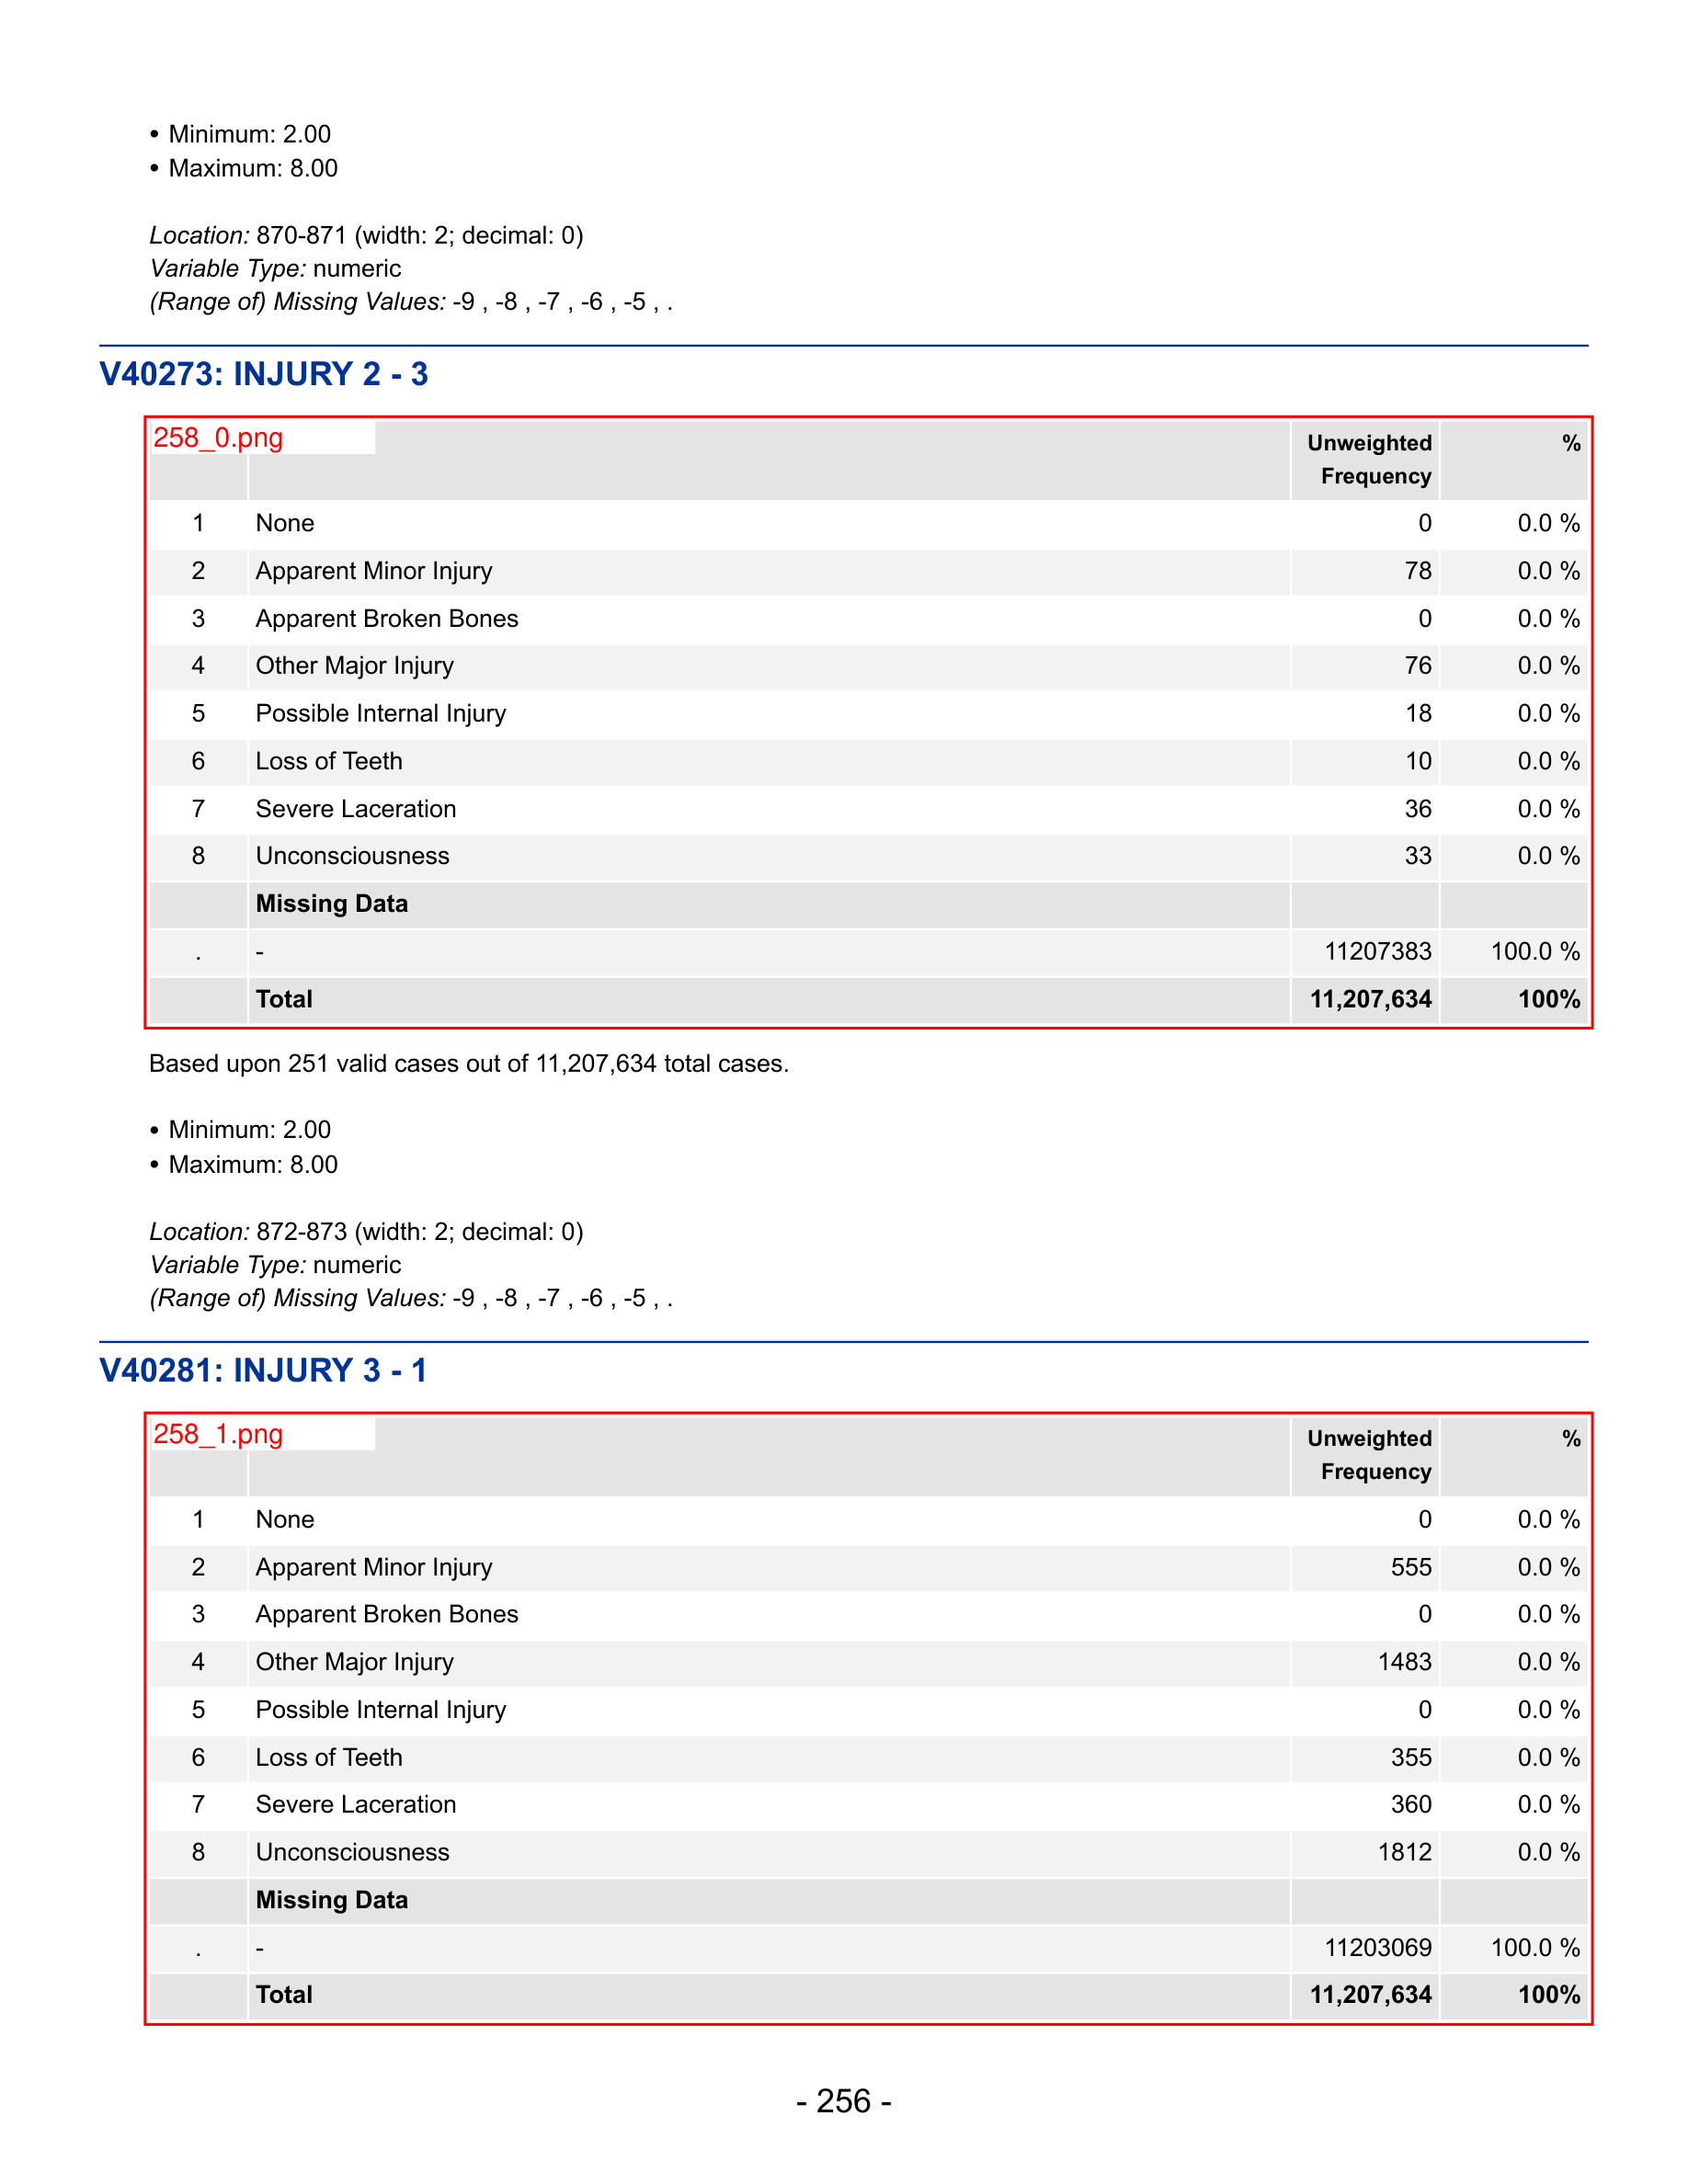 • Minimum: 2.00
• Maximum: 8.00
Location: 870-871 (width: 2; decimal: 0)
Variable Type: numeric
(Range of) Missing Values: -9 , -8 , -7 , -6 , -5 , .
V40273: INJURY 2 - 3
258_0.png
Unweighted Frequency %
1 None 0 0.0 %
2 Apparent Minor Injury 78 0.0 %
3 Apparent Broken Bones 0 0.0 %
4 Other Major Injury 76 0.0 %
5 Possible Internal Injury 18 0.0 %
6 Loss of Teeth 10 0.0 %
7 Severe Laceration 36 0.0 %
8 Unconsciousness 33 0.0 %
Missing Data
. - 11207383 100.0 %
Total 11,207,634 100%
Based upon 251 valid cases out of 11,207,634 total cases.
• Minimum: 2.00
• Maximum: 8.00
Location: 872-873 (width: 2; decimal: 0)
Variable Type: numeric
(Range of) Missing Values: -9 , -8 , -7 , -6 , -5 , .
V40281: INJURY 3 - 1
258_1.png
Unweighted Frequency %
1 None 0 0.0 %
2 Apparent Minor Injury 555 0.0 %
3 Apparent Broken Bones 0 0.0 %
4 Other Major Injury 1483 0.0 %
5 Possible Internal Injury 0 0.0 %
6 Loss of Teeth 355 0.0 %
7 Severe Laceration 360 0.0 %
8 Unconsciousness 1812 0.0 %
Missing Data
. - 11203069 100.0 %
Total 11,207,634 100%
- 256 -